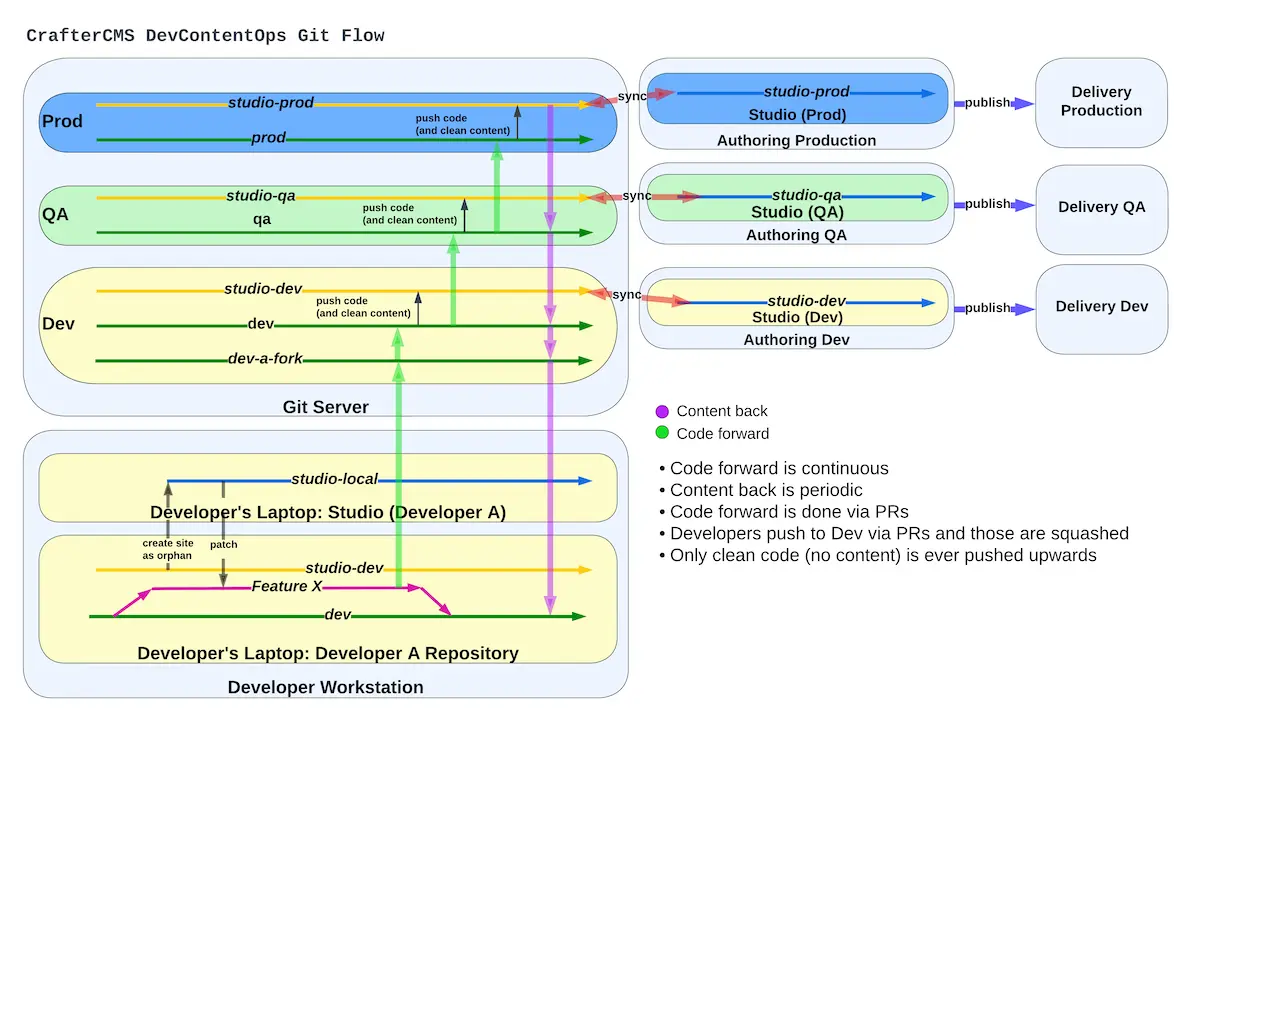 CrafterCMS DevContentOps Git Flow
Prod
studio-prod
push code
(and clean content)
prod
sync
studio-prod
Studio (Prod)
Authoring Production
publish
Delivery
Production
QA
studio-qa
qa
push code
(and clean content)
sync
studio-qa
Studio (QA)
Authoring QA
publish
Delivery QA
Dev
studio-dev
push code
(and clean content)
dev
dev-a-fork
sync
studio-dev
Studio (Dev)
Authoring Dev
publish
Delivery Dev
Git Server
Content back
Code forward
• Code forward is continuous
• Content back is periodic
• Code forward is done via PRs
• Developers push to Dev via PRs and those are squashed
• Only clean code (no content) is ever pushed upwards
studio-local
Developer's Laptop: Studio (Developer A)
create site
as orphan
patch
studio-dev
Feature X
dev
Developer's Laptop: Developer A Repository
Developer Workstation